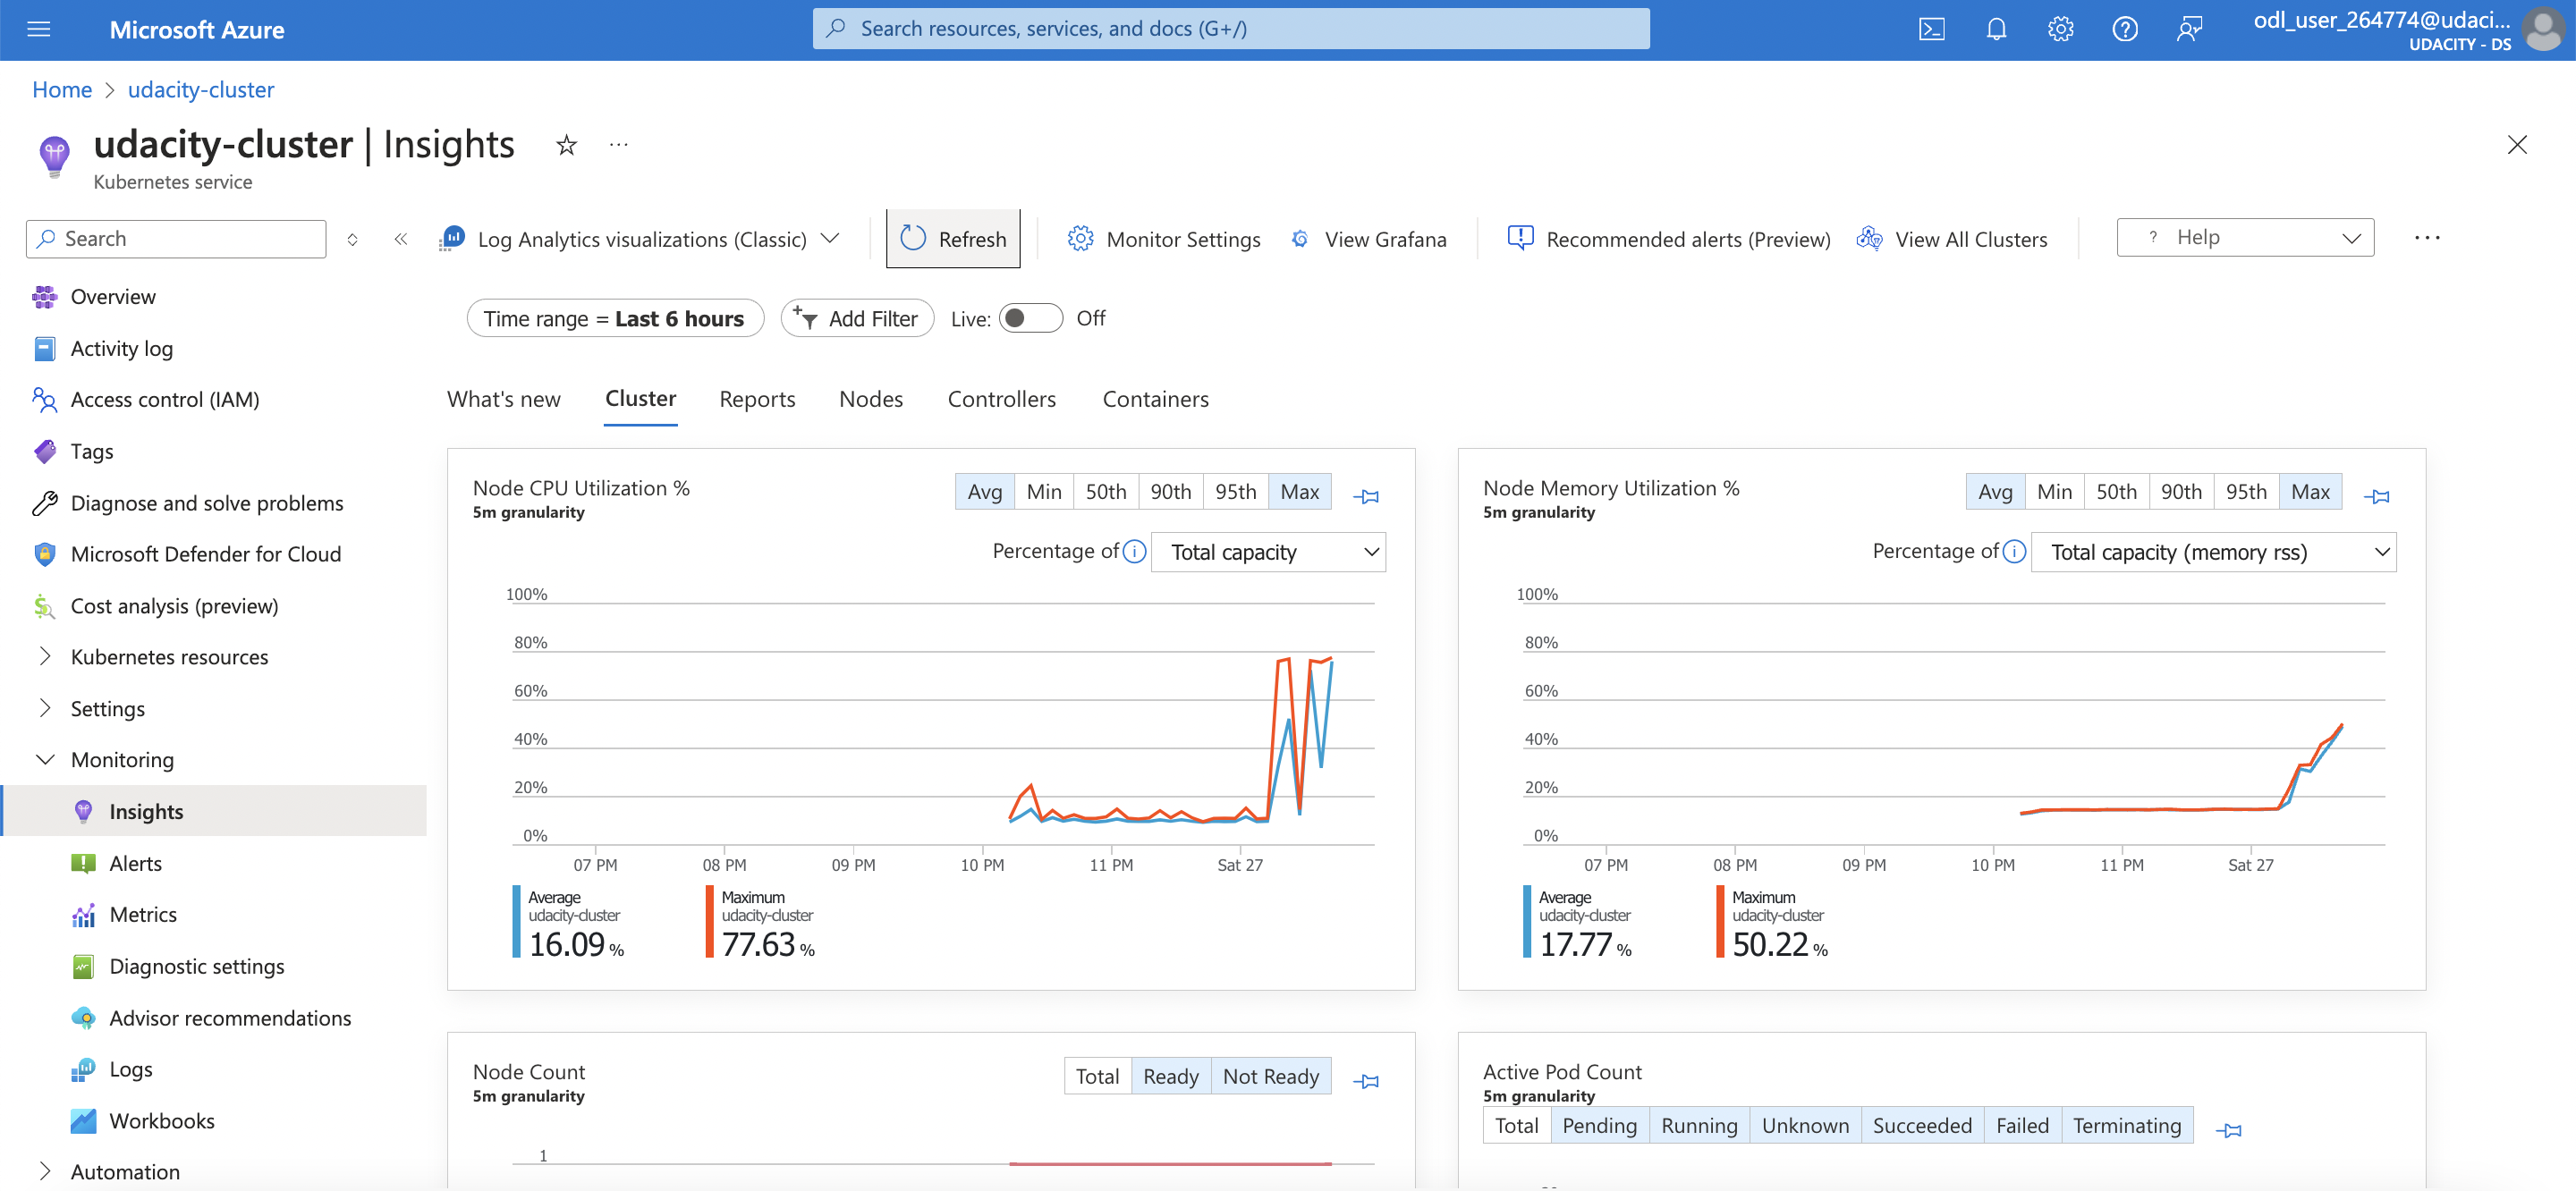 Microsoft Azure
Search resources, services, and docs (G+/)
odl_user_264774@udaci...
UDACITY - DS
Home > udacity-cluster
udacity-cluster | Insights
Kubernetes service
Search
Log Analytics visualizations (Classic)
Refresh
Monitor Settings
View Grafana
Recommended alerts (Preview)
View All Clusters
? Help
Overview
Activity log
Access control (IAM)
Tags
Diagnose and solve problems
Microsoft Defender for Cloud
Cost analysis (preview)
Kubernetes resources
Settings
Monitoring
Insights
Alerts
Metrics
Diagnostic settings
Advisor recommendations
Logs
Workbooks
Automation
Time range = Last 6 hours
Add Filter
Live: Off
What's new
Cluster
Reports
Nodes
Controllers
Containers
Node CPU Utilization %
5m granularity
Avg Min 50th 90th 95th Max
Percentage of Total capacity
100%
80%
60%
40%
20%
0%
07 PM 08 PM 09 PM 10 PM 11 PM Sat 27
Average
udacity-cluster
16.09 %
Maximum
udacity-cluster
77.63 %
Node Memory Utilization %
5m granularity
Avg Min 50th 90th 95th Max
Percentage of Total capacity (memory rss)
100%
80%
60%
40%
20%
0%
07 PM 08 PM 09 PM 10 PM 11 PM Sat 27
Average
udacity-cluster
17.77 %
Maximum
udacity-cluster
50.22 %
Node Count
5m granularity
Total Ready Not Ready
1
Active Pod Count
5m granularity
Total Pending Running Unknown Succeeded Failed Terminating